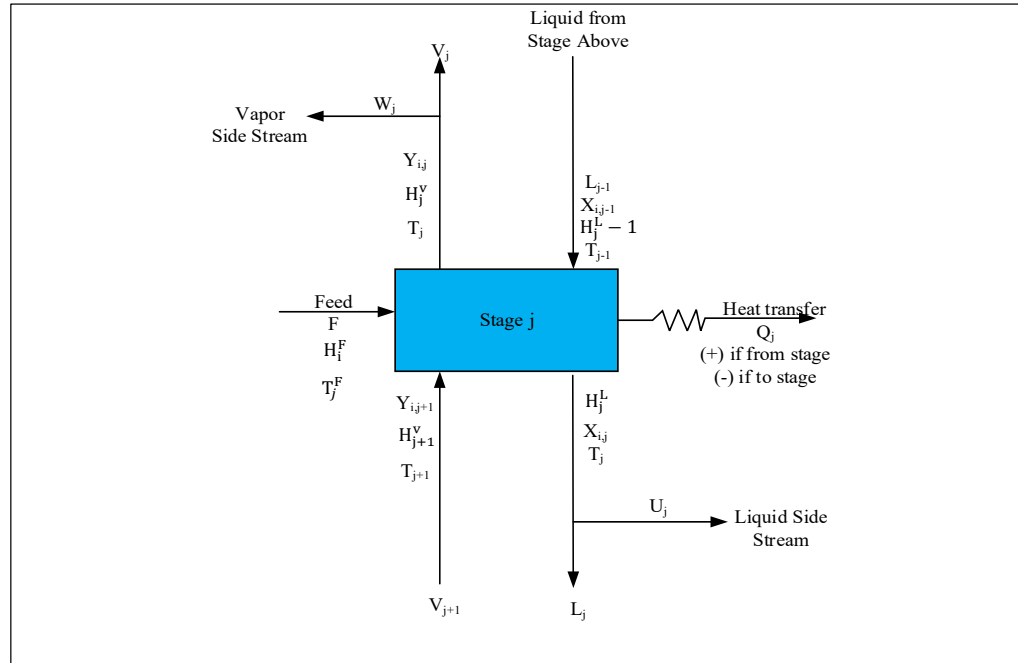 Liquid from
Stage Above
V_j
W_j
Vapor
Side Stream
Y_{i,j}
H_j^v
T_j
L_{j-1}
X_{i,j-1}
H_j^L − 1
T_{j-1}
Feed
F
H_i^F
T_j^F
Stage j
Heat transfer
Q_j
(+) if from stage
(-) if to stage
Y_{i,j+1}
H_{j+1}^v
T_{j+1}
H_j^L
X_{i,j}
T_j
U_j
Liquid Side
Stream
V_{j+1}
L_j